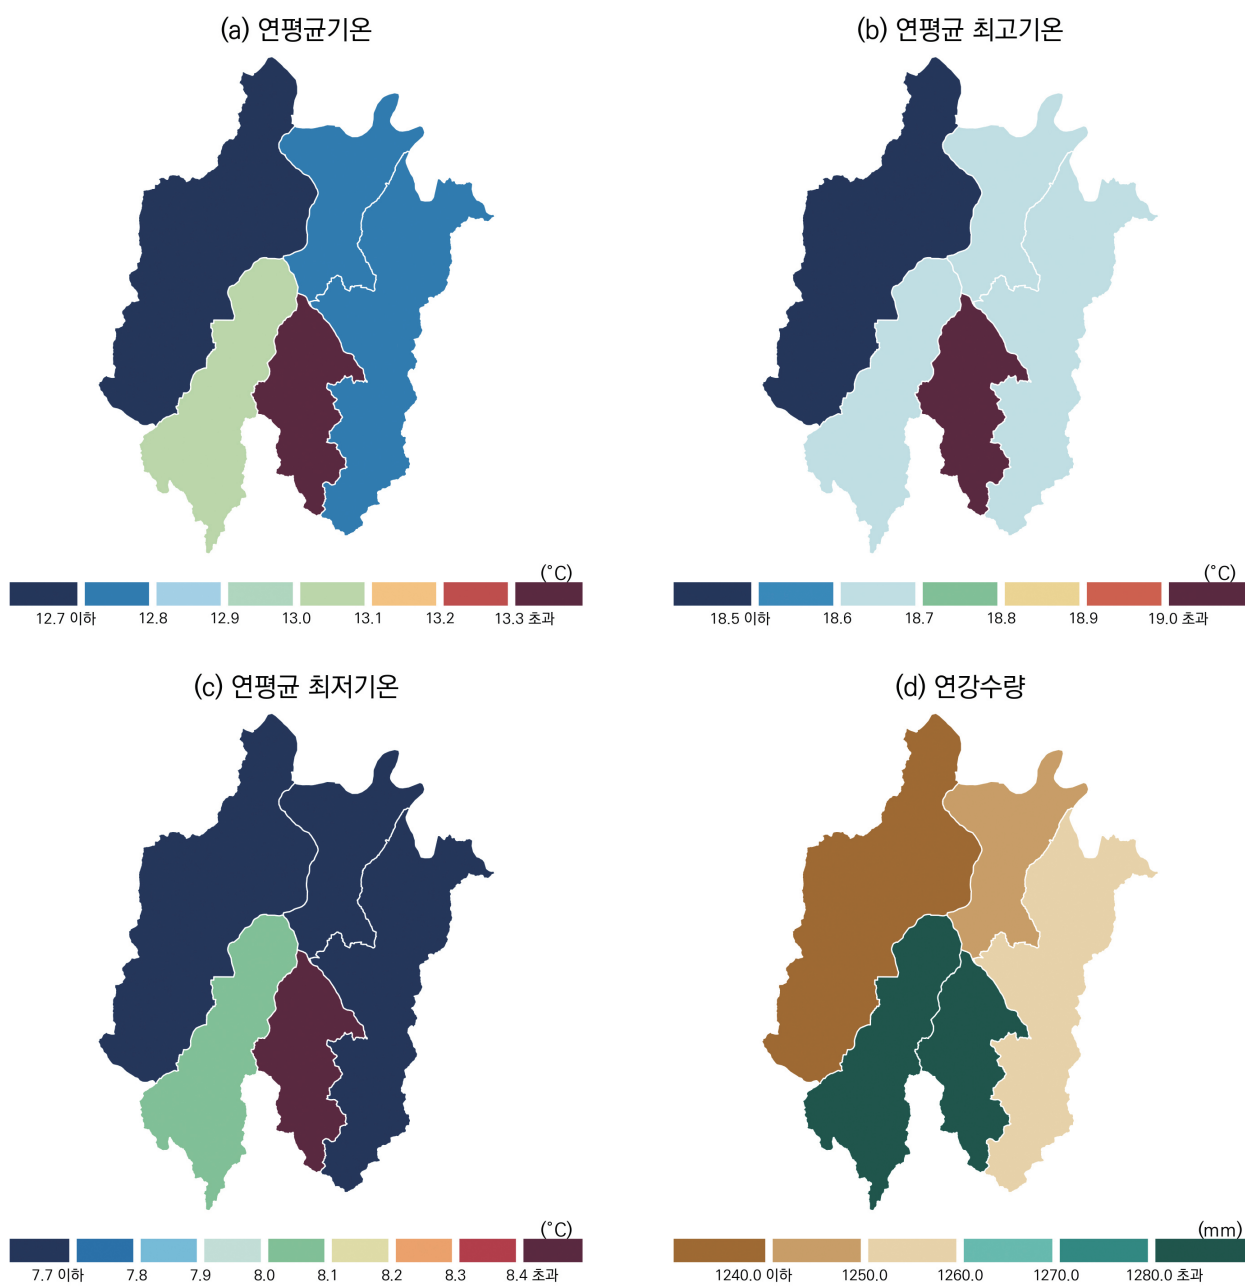 (a) 연평균기온
(b) 연평균 최고기온
(˚C)
12.7 이하 12.8 12.9 13.0 13.1 13.2 13.3 초과
(˚C)
18.5 이하 18.6 18.7 18.8 18.9 19.0 초과
(c) 연평균 최저기온
(d) 연강수량
(˚C)
7.7 이하 7.8 7.9 8.0 8.1 8.2 8.3 8.4 초과
(mm)
1240.0 이하 1250.0 1260.0 1270.0 1280.0 초과